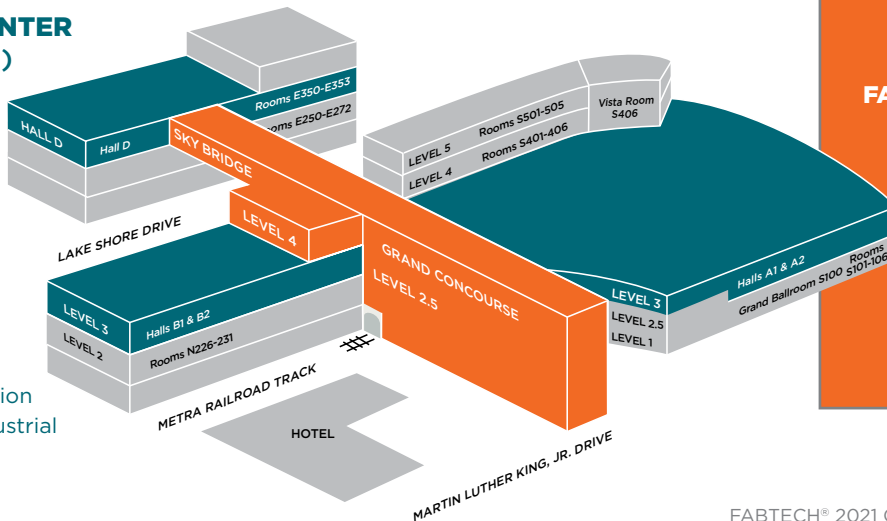 NTER
)
FA
HALL D
Hall D
Rooms E350-E353
ooms E250-E272
SKY BRIDGE
LAKE SHORE DRIVE
LEVEL 4
LEVEL 5
Rooms S501-505
LEVEL 4
Rooms S401-406
Vista Room
S406
GRAND CONCOURSE
LEVEL 2.5
LEVEL 3
Halls B1 & B2
LEVEL 2
Rooms N226-231
LEVEL 3
Halls A1 & A2
LEVEL 2.5
LEVEL 1
Grand Ballroom S100
Rooms
S101-106
METRA RAILROAD TRACK
HOTEL
MARTIN LUTHER KING, JR. DRIVE
tion
ustrial
FABTECH® 2021